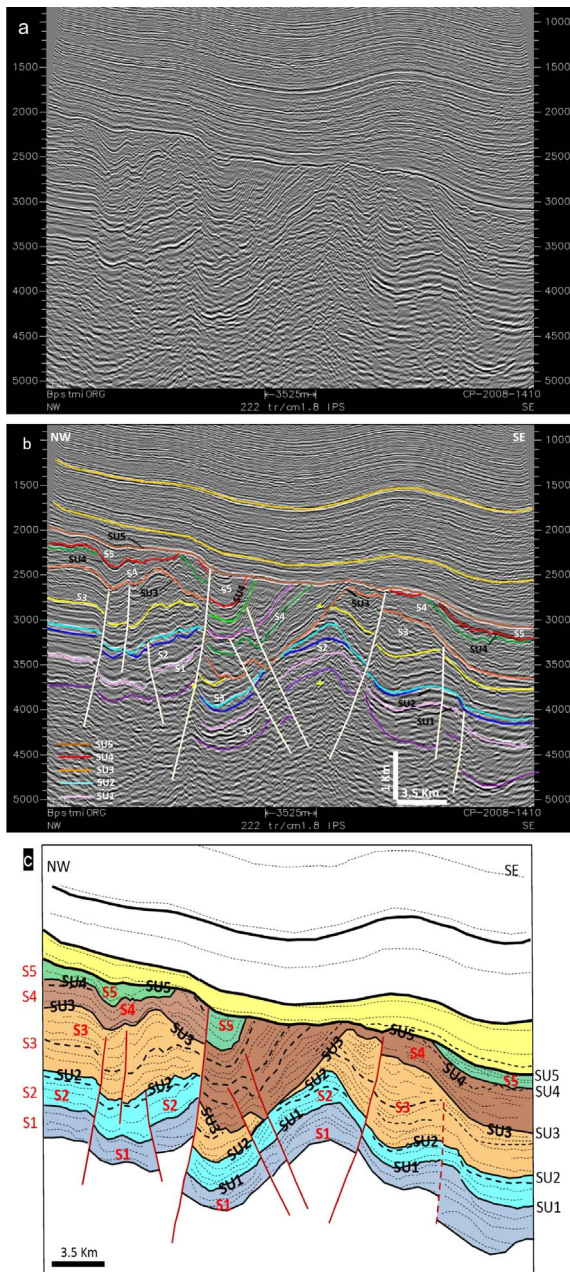 a
1000 1000
1500 1500
2000 2000
2500 2500
3000 3000
3500 3500
4000 4000
4500 4500
5000 5000
BpstmiORG 3525m CP-2008-1410
NW 222 tr/cm1.8 IPS SE
b NW SE
1000 1000
1500 1500
2000 2000
2500 2500
3000 3000
3500 3500
4000 4000
4500 4500
5000 5000
SU5
S5
SU4
S4
SU3
S3
S2
S1
S5
SU4
S4
S3
S1
S2
SU3
S4
S3
S5
SU4
SU2
SU1
SU5
SU4
SU3
SU2
SU1
1 Km
3.5 Km
BpstmiORG 3525m CP-2008-1410
NW 222 tr/cm1.8 IPS SE
c
NW SE
S5
S4
S3
S2
S1
SU4
SU3
S5
SU5
S4
S3
SU3
SU2
S2
SU2
S2
S1
S5
SU3
SU2
SU1
S1
SU3
SU2
S2
SU1
S1
SU5
S4
SU4
S3
SU3
SU2
SU1
S5
SU5
SU4
SU3
SU2
SU1
3.5 Km